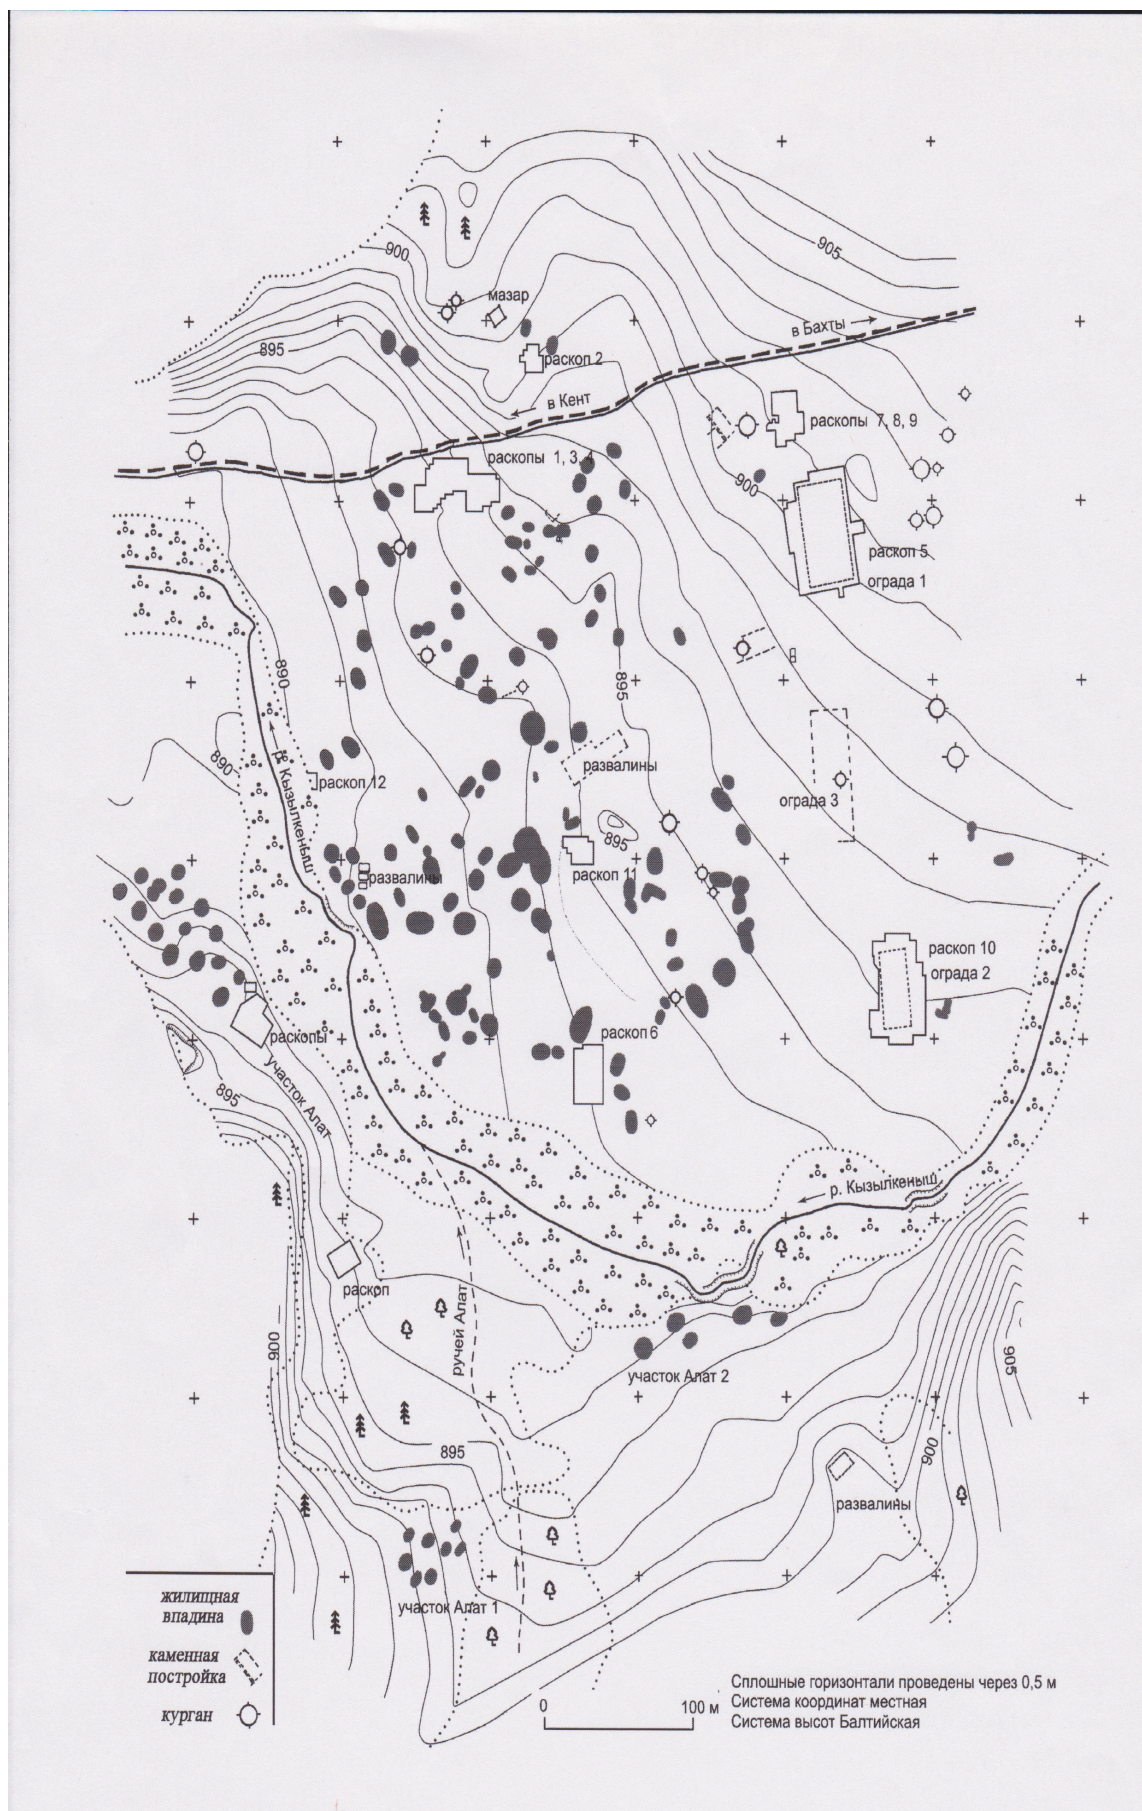 905
900
мазар
в Бахты
895
раскоп 2
в Кент
раскопы 7, 8, 9
раскопы 1, 3, 4
900
раскоп 5
ограда 1
890
895
890
развалины
раскоп 12
ограда 3
р. Кызылкеныш
895
развалины
раскоп 11
раскоп 10
ограда 2
раскопы
раскоп 6
895
участок Алат
р. Кызылкеныш
раскоп
ручей Алат
900
участок Алат 2
905
895
900
развалины
участок Алат 1
жилищная
впадина
каменная
постройка
курган
0 100 м
Сплошные горизонтали проведены через 0,5 м
Система координат местная
Система высот Балтийская